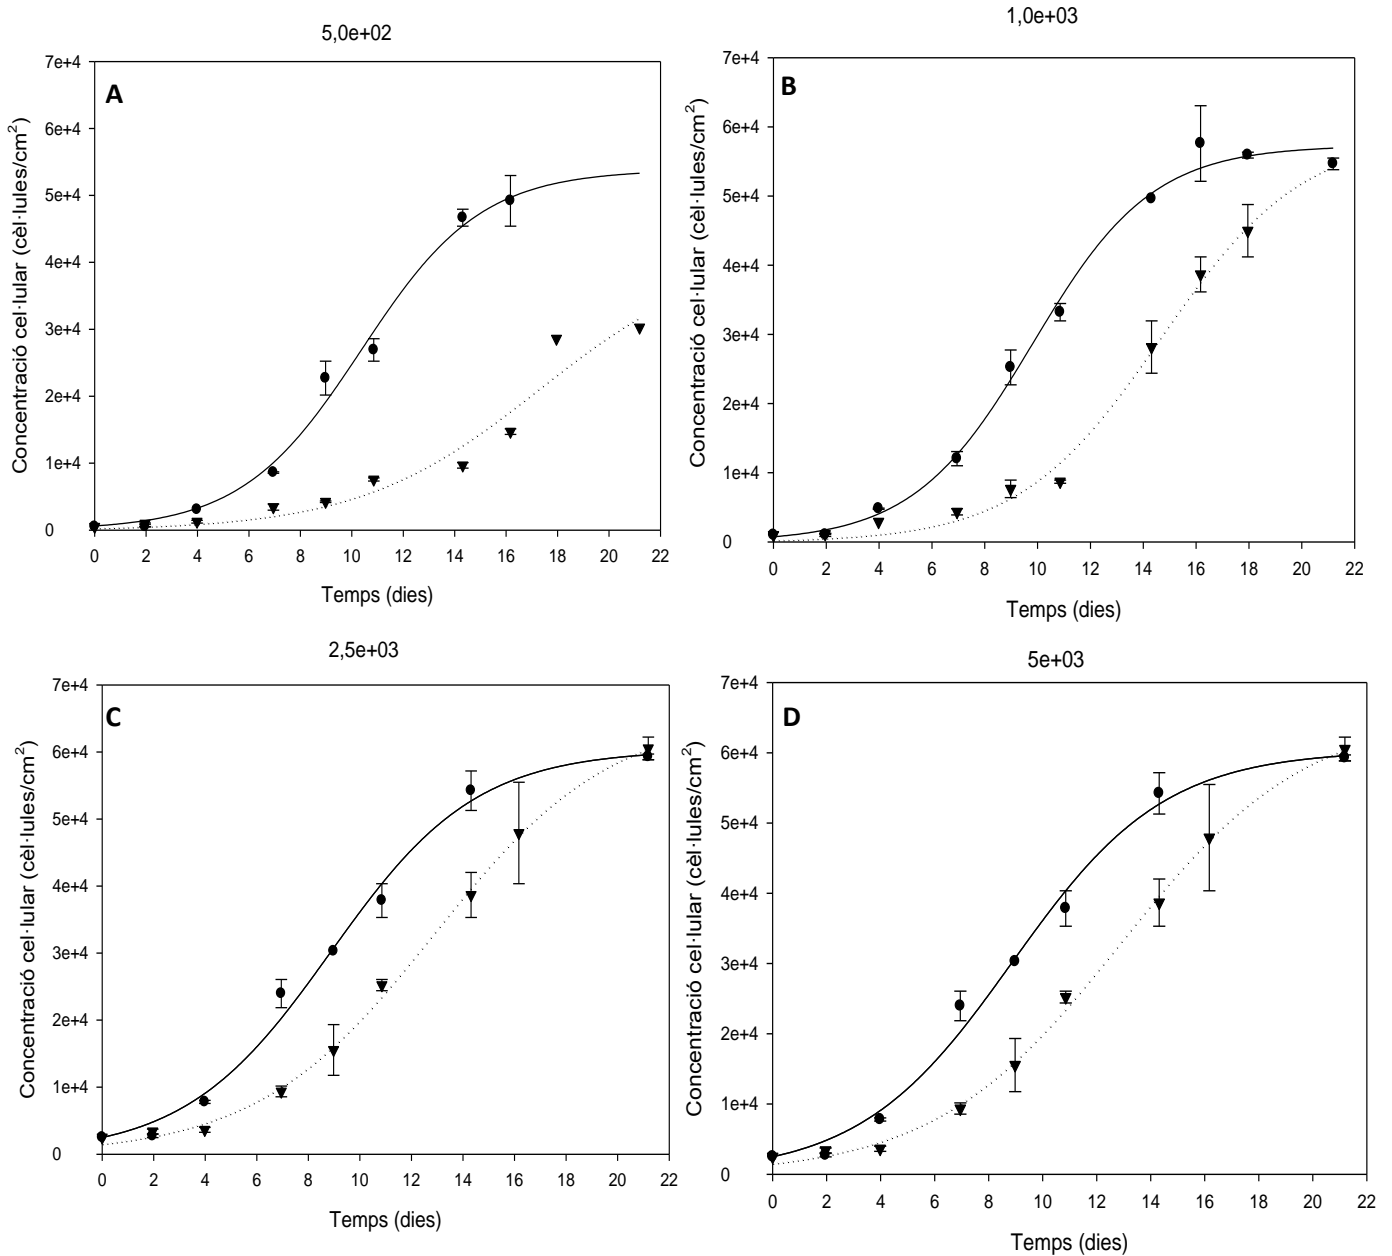 5,0e+02
A
7e+4
6e+4
5e+4
4e+4
3e+4
2e+4
1e+4
0
Concentració cel·lular (cèl·lules/cm²)
0 2 4 6 8 10 12 14 16 18 20 22
Temps (dies)
1,0e+03
B
7e+4
6e+4
5e+4
4e+4
3e+4
2e+4
1e+4
0
Concentració cel·lular (cèl·lules/cm²)
0 2 4 6 8 10 12 14 16 18 20 22
Temps (dies)
2,5e+03
C
7e+4
6e+4
5e+4
4e+4
3e+4
2e+4
1e+4
0
Concentració cel·lular (cèl·lules/cm²)
0 2 4 6 8 10 12 14 16 18 20 22
Temps (dies)
5e+03
D
7e+4
6e+4
5e+4
4e+4
3e+4
2e+4
1e+4
0
Concentració cel·lular (cèl·lules/cm²)
0 2 4 6 8 10 12 14 16 18 20 22
Temps (dies)